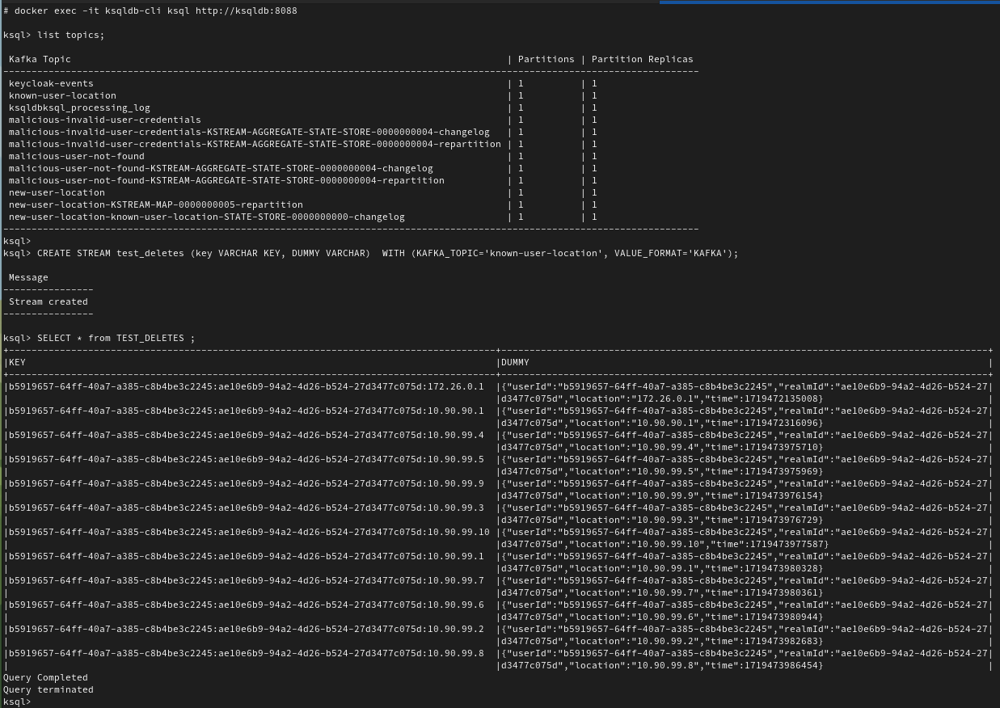 # docker exec -it ksqldb-cli ksql http://ksqldb:8088
ksql> list topics;
Kafka Topic | Partitions | Partition Replicas
--------------------------------------------------------------------------------------------------------------------------
keycloak-events | 1 | 1
known-user-location | 1 | 1
ksqldbksql_processing_log | 1 | 1
malicious-invalid-user-credentials | 1 | 1
malicious-invalid-user-credentials-KSTREAM-AGGREGATE-STATE-STORE-0000000004-changelog | 1 | 1
malicious-invalid-user-credentials-KSTREAM-AGGREGATE-STATE-STORE-0000000004-repartition | 1 | 1
malicious-user-not-found | 1 | 1
malicious-user-not-found-KSTREAM-AGGREGATE-STATE-STORE-0000000004-changelog | 1 | 1
malicious-user-not-found-KSTREAM-AGGREGATE-STATE-STORE-0000000004-repartition | 1 | 1
new-user-location | 1 | 1
new-user-location-KSTREAM-MAP-0000000005-repartition | 1 | 1
new-user-location-known-user-location-STATE-STORE-0000000000-changelog | 1 | 1
--------------------------------------------------------------------------------------------------------------------------
ksql>
ksql> CREATE STREAM test_deletes (key VARCHAR KEY, DUMMY VARCHAR)  WITH (KAFKA_TOPIC='known-user-location', VALUE_FORMAT='KAFKA');
Message
----------------
Stream created
----------------
ksql> SELECT * from TEST_DELETES ;
+---------------------------------------------------------------------------------------+---------------------------------------------------------------------------------------+
|KEY |DUMMY |
+---------------------------------------------------------------------------------------+---------------------------------------------------------------------------------------+
|b5919657-64ff-40a7-a385-c8b4be3c2245:ae10e6b9-94a2-4d26-b524-27d3477c075d:172.26.0.1 |{"userId":"b5919657-64ff-40a7-a385-c8b4be3c2245","realmId":"ae10e6b9-94a2-4d26-b524-27|
| |d3477c075d","location":"172.26.0.1","time":1719472135008} |
|b5919657-64ff-40a7-a385-c8b4be3c2245:ae10e6b9-94a2-4d26-b524-27d3477c075d:10.90.90.1 |{"userId":"b5919657-64ff-40a7-a385-c8b4be3c2245","realmId":"ae10e6b9-94a2-4d26-b524-27|
| |d3477c075d","location":"10.90.90.1","time":1719472316096} |
|b5919657-64ff-40a7-a385-c8b4be3c2245:ae10e6b9-94a2-4d26-b524-27d3477c075d:10.90.99.4 |{"userId":"b5919657-64ff-40a7-a385-c8b4be3c2245","realmId":"ae10e6b9-94a2-4d26-b524-27|
| |d3477c075d","location":"10.90.99.4","time":1719473975710} |
|b5919657-64ff-40a7-a385-c8b4be3c2245:ae10e6b9-94a2-4d26-b524-27d3477c075d:10.90.99.5 |{"userId":"b5919657-64ff-40a7-a385-c8b4be3c2245","realmId":"ae10e6b9-94a2-4d26-b524-27|
| |d3477c075d","location":"10.90.99.5","time":1719473975969} |
|b5919657-64ff-40a7-a385-c8b4be3c2245:ae10e6b9-94a2-4d26-b524-27d3477c075d:10.90.99.9 |{"userId":"b5919657-64ff-40a7-a385-c8b4be3c2245","realmId":"ae10e6b9-94a2-4d26-b524-27|
| |d3477c075d","location":"10.90.99.9","time":1719473976154} |
|b5919657-64ff-40a7-a385-c8b4be3c2245:ae10e6b9-94a2-4d26-b524-27d3477c075d:10.90.99.3 |{"userId":"b5919657-64ff-40a7-a385-c8b4be3c2245","realmId":"ae10e6b9-94a2-4d26-b524-27|
| |d3477c075d","location":"10.90.99.3","time":1719473976729} |
|b5919657-64ff-40a7-a385-c8b4be3c2245:ae10e6b9-94a2-4d26-b524-27d3477c075d:10.90.99.10 |{"userId":"b5919657-64ff-40a7-a385-c8b4be3c2245","realmId":"ae10e6b9-94a2-4d26-b524-27|
| |d3477c075d","location":"10.90.99.10","time":1719473977587} |
|b5919657-64ff-40a7-a385-c8b4be3c2245:ae10e6b9-94a2-4d26-b524-27d3477c075d:10.90.99.1 |{"userId":"b5919657-64ff-40a7-a385-c8b4be3c2245","realmId":"ae10e6b9-94a2-4d26-b524-27|
| |d3477c075d","location":"10.90.99.1","time":1719473980328} |
|b5919657-64ff-40a7-a385-c8b4be3c2245:ae10e6b9-94a2-4d26-b524-27d3477c075d:10.90.99.7 |{"userId":"b5919657-64ff-40a7-a385-c8b4be3c2245","realmId":"ae10e6b9-94a2-4d26-b524-27|
| |d3477c075d","location":"10.90.99.7","time":1719473980361} |
|b5919657-64ff-40a7-a385-c8b4be3c2245:ae10e6b9-94a2-4d26-b524-27d3477c075d:10.90.99.6 |{"userId":"b5919657-64ff-40a7-a385-c8b4be3c2245","realmId":"ae10e6b9-94a2-4d26-b524-27|
| |d3477c075d","location":"10.90.99.6","time":1719473980944} |
|b5919657-64ff-40a7-a385-c8b4be3c2245:ae10e6b9-94a2-4d26-b524-27d3477c075d:10.90.99.2 |{"userId":"b5919657-64ff-40a7-a385-c8b4be3c2245","realmId":"ae10e6b9-94a2-4d26-b524-27|
| |d3477c075d","location":"10.90.99.2","time":1719473982683} |
|b5919657-64ff-40a7-a385-c8b4be3c2245:ae10e6b9-94a2-4d26-b524-27d3477c075d:10.90.99.8 |{"userId":"b5919657-64ff-40a7-a385-c8b4be3c2245","realmId":"ae10e6b9-94a2-4d26-b524-27|
| |d3477c075d","location":"10.90.99.8","time":1719473986454} |
Query Completed
Query terminated
ksql>